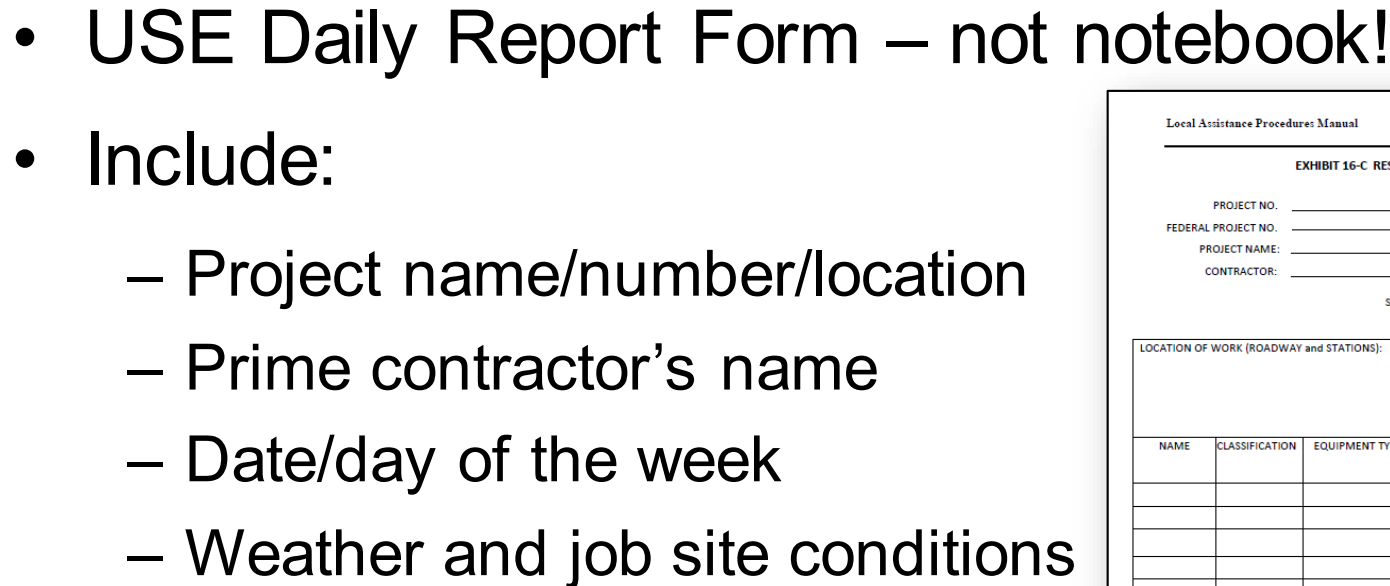 • USE Daily Report Form – not notebook!
• Include:
– Project name/number/location
– Prime contractor’s name
– Date/day of the week
– Weather and job site conditions
Local Assistance Procedures Manual
EXHIBIT 16-C
PROJECT NO.
FEDERAL PROJECT NO.
PROJECT NAME:
CONTRACTOR:
LOCATION OF WORK (ROADWAY and STATIONS):
NAME CLASSIFICATION EQUIPMENT